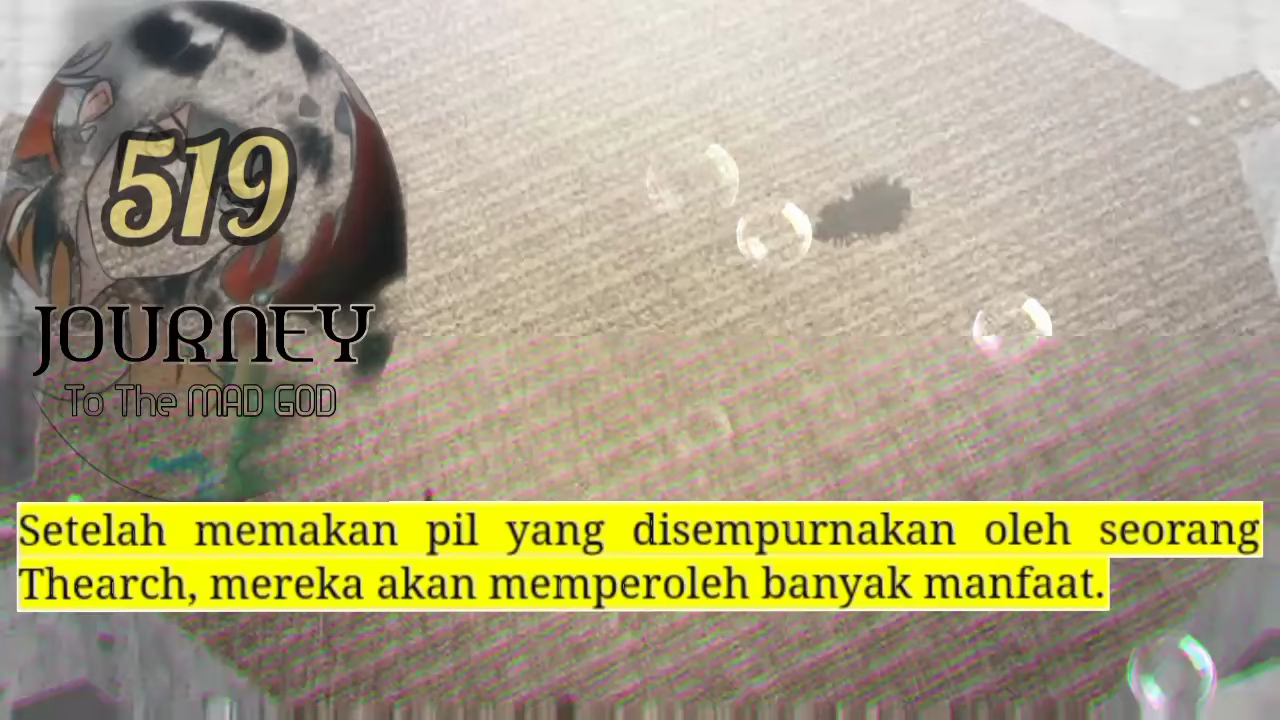 519
JOURNEY
To The MAD GOD
Setelah memakan pil yang disempurnakan oleh seorang
Thearch, mereka akan memperoleh banyak manfaat.